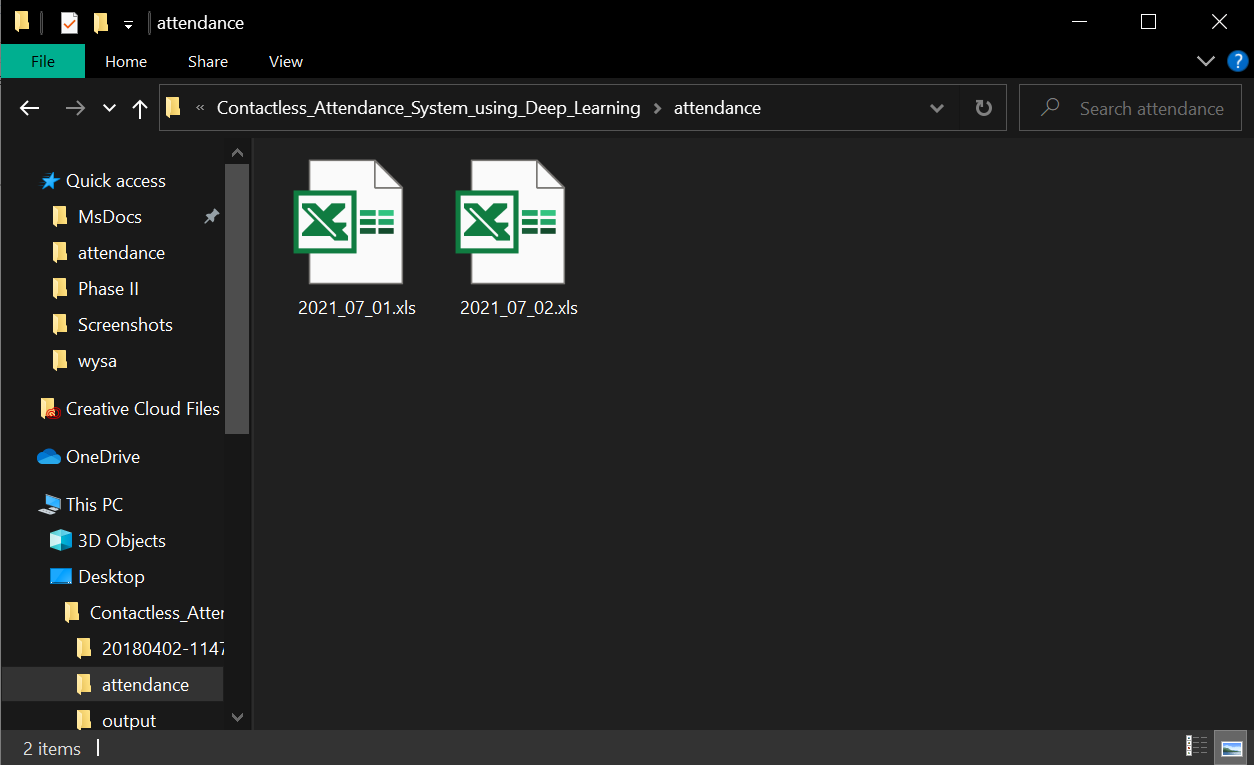 attendance
File Home Share View
?
« Contactless_Attendance_System_using_Deep_Learning > attendance
Search attendance
Quick access
MsDocs
attendance
Phase II
Screenshots
wysa
Creative Cloud Files
OneDrive
This PC
3D Objects
Desktop
Contactless_Atter
20180402-1147
attendance
output
2021_07_01.xls 2021_07_02.xls
2 items